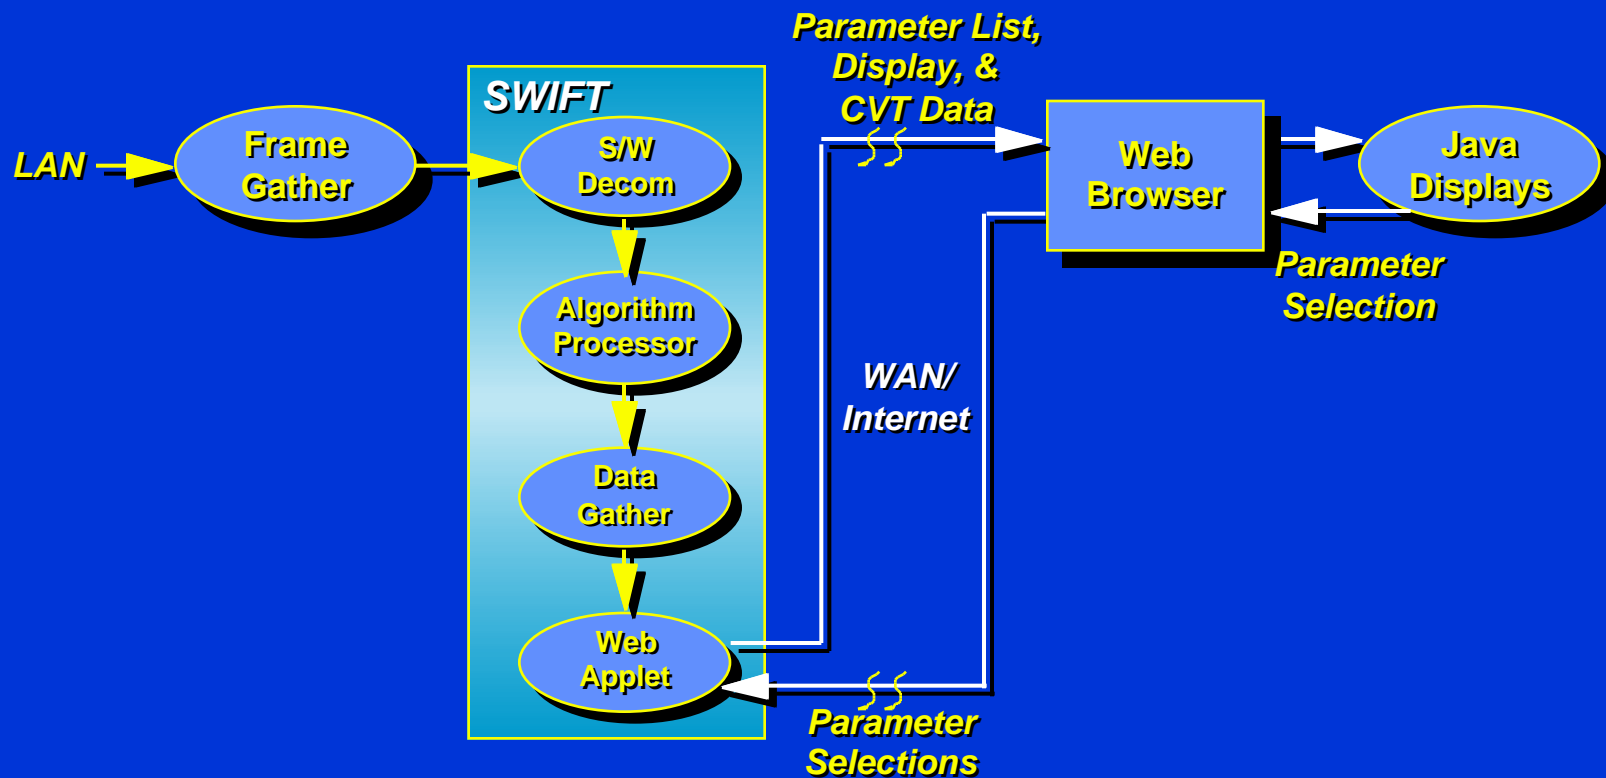 Parameter List,
Display, &
CVT Data
SWIFT
LAN
Frame
Gather
S/W
Decom
Web
Browser
Java
Displays
Parameter
Selection
Algorithm
Processor
WAN/
Internet
Data
Gather
Web
Applet
Parameter
Selections